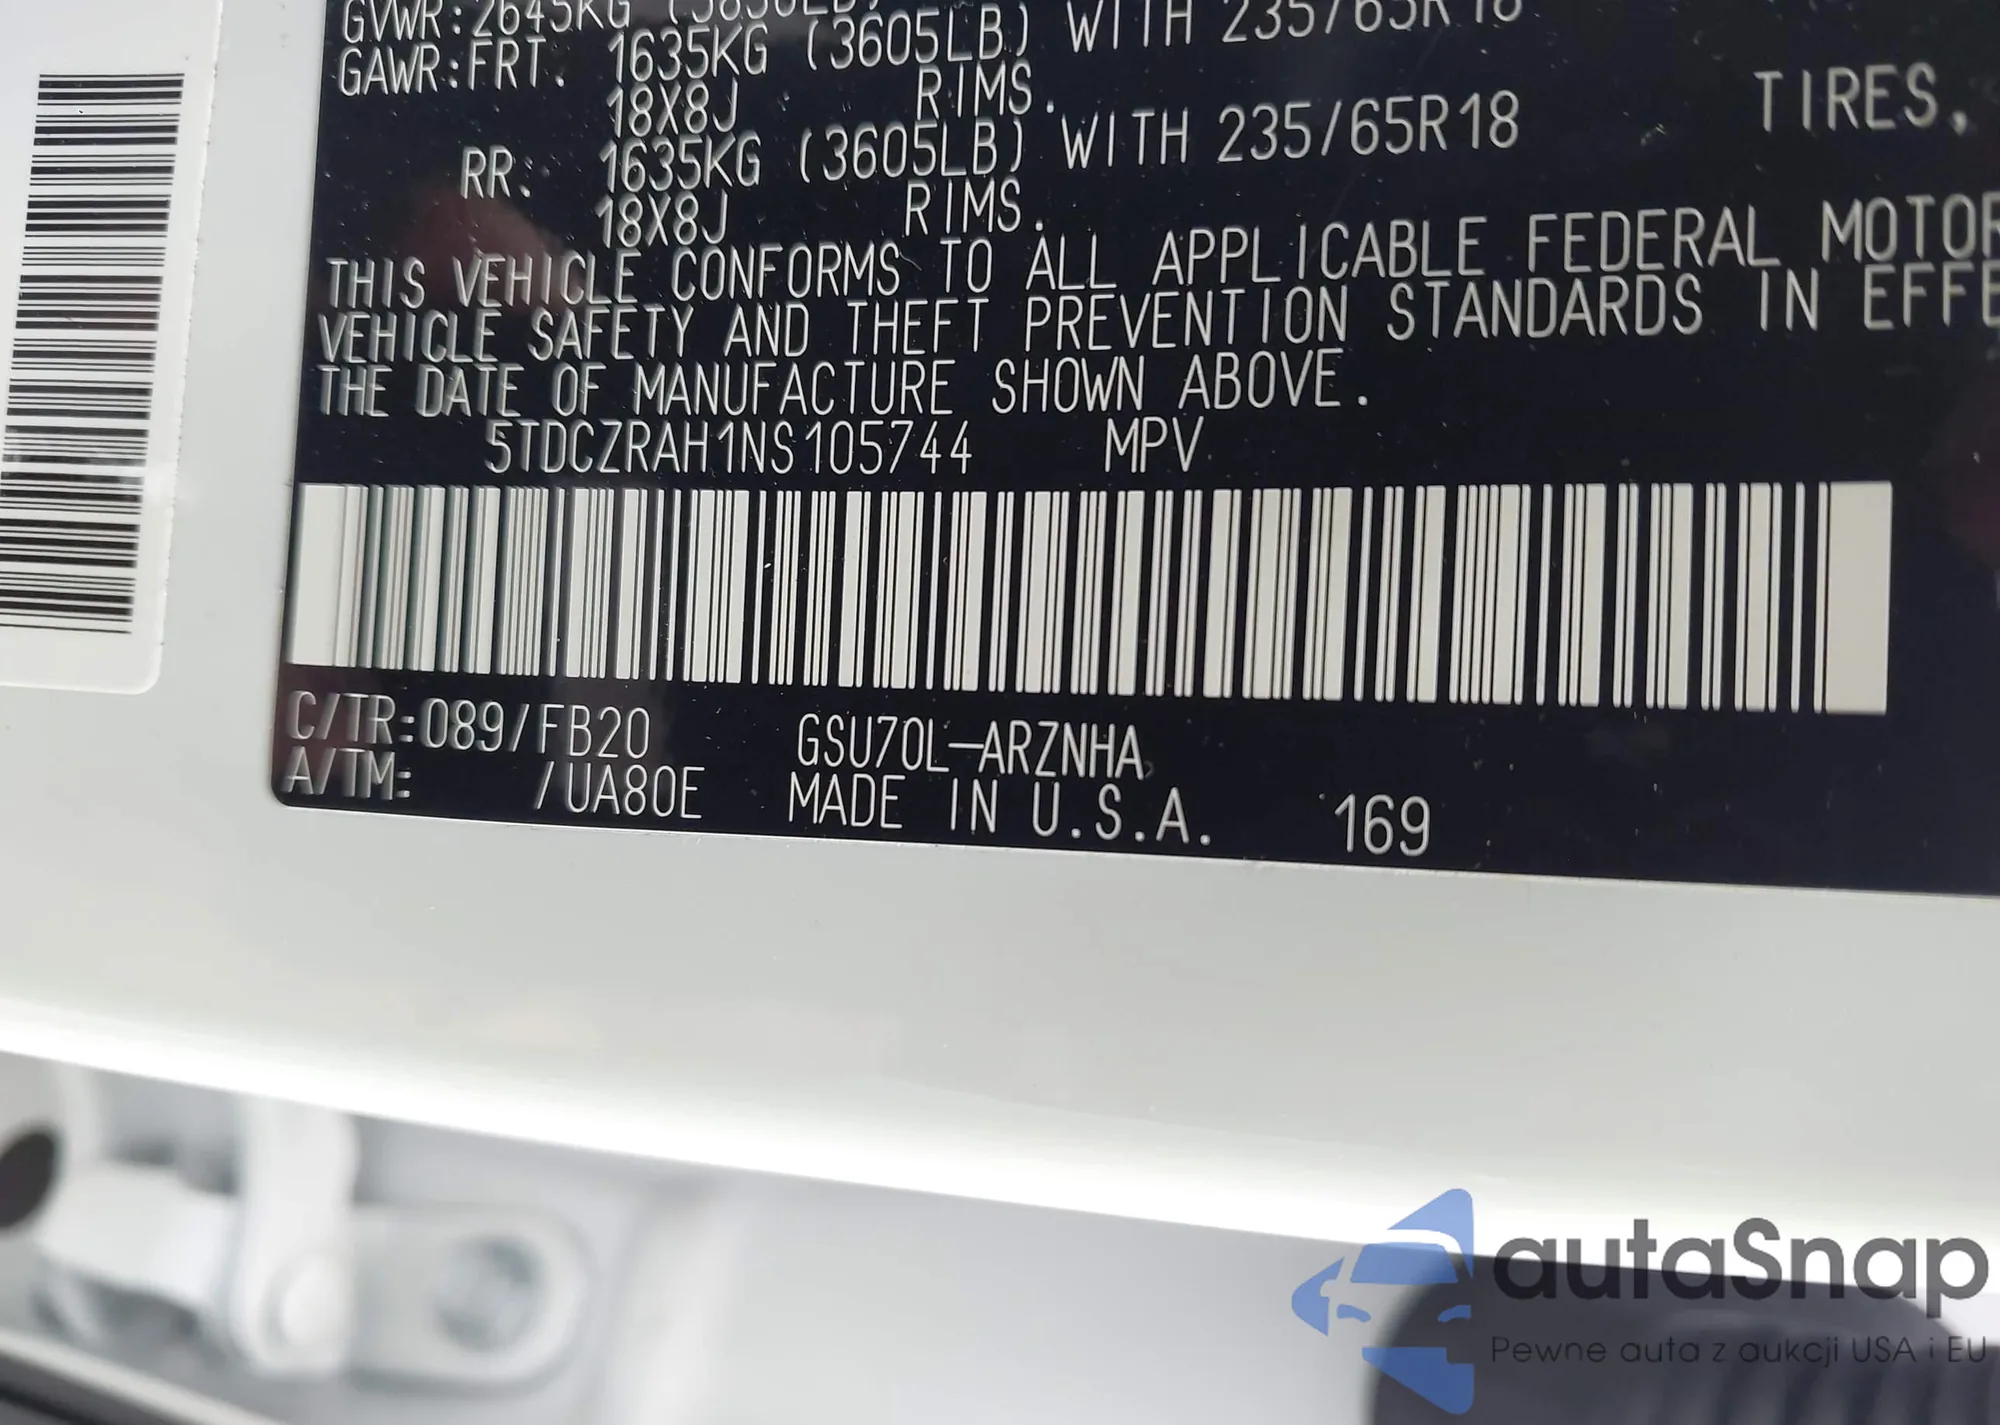 GVWR:2645KG (5830LB)
GAWR:FRT. 1635KG (3605LB) WITH 235/65R18 TIRES,
18X8J RIMS.
RR: 1635KG (3605LB) WITH 235/65R18
18X8J RIMS.
THIS VEHICLE CONFORMS TO ALL APPLICABLE FEDERAL MOTOR
VEHICLE SAFETY AND THEFT PREVENTION STANDARDS IN EFFE
THE DATE OF MANUFACTURE SHOWN ABOVE.
5TDCZRAH1NS105744 MPV
C/TR:089/FB20 GSU70L-ARZNHA
A/TM: /UA80E MADE IN U.S.A. 169
autaSnap
Pewne auta z aukcji USA i EU